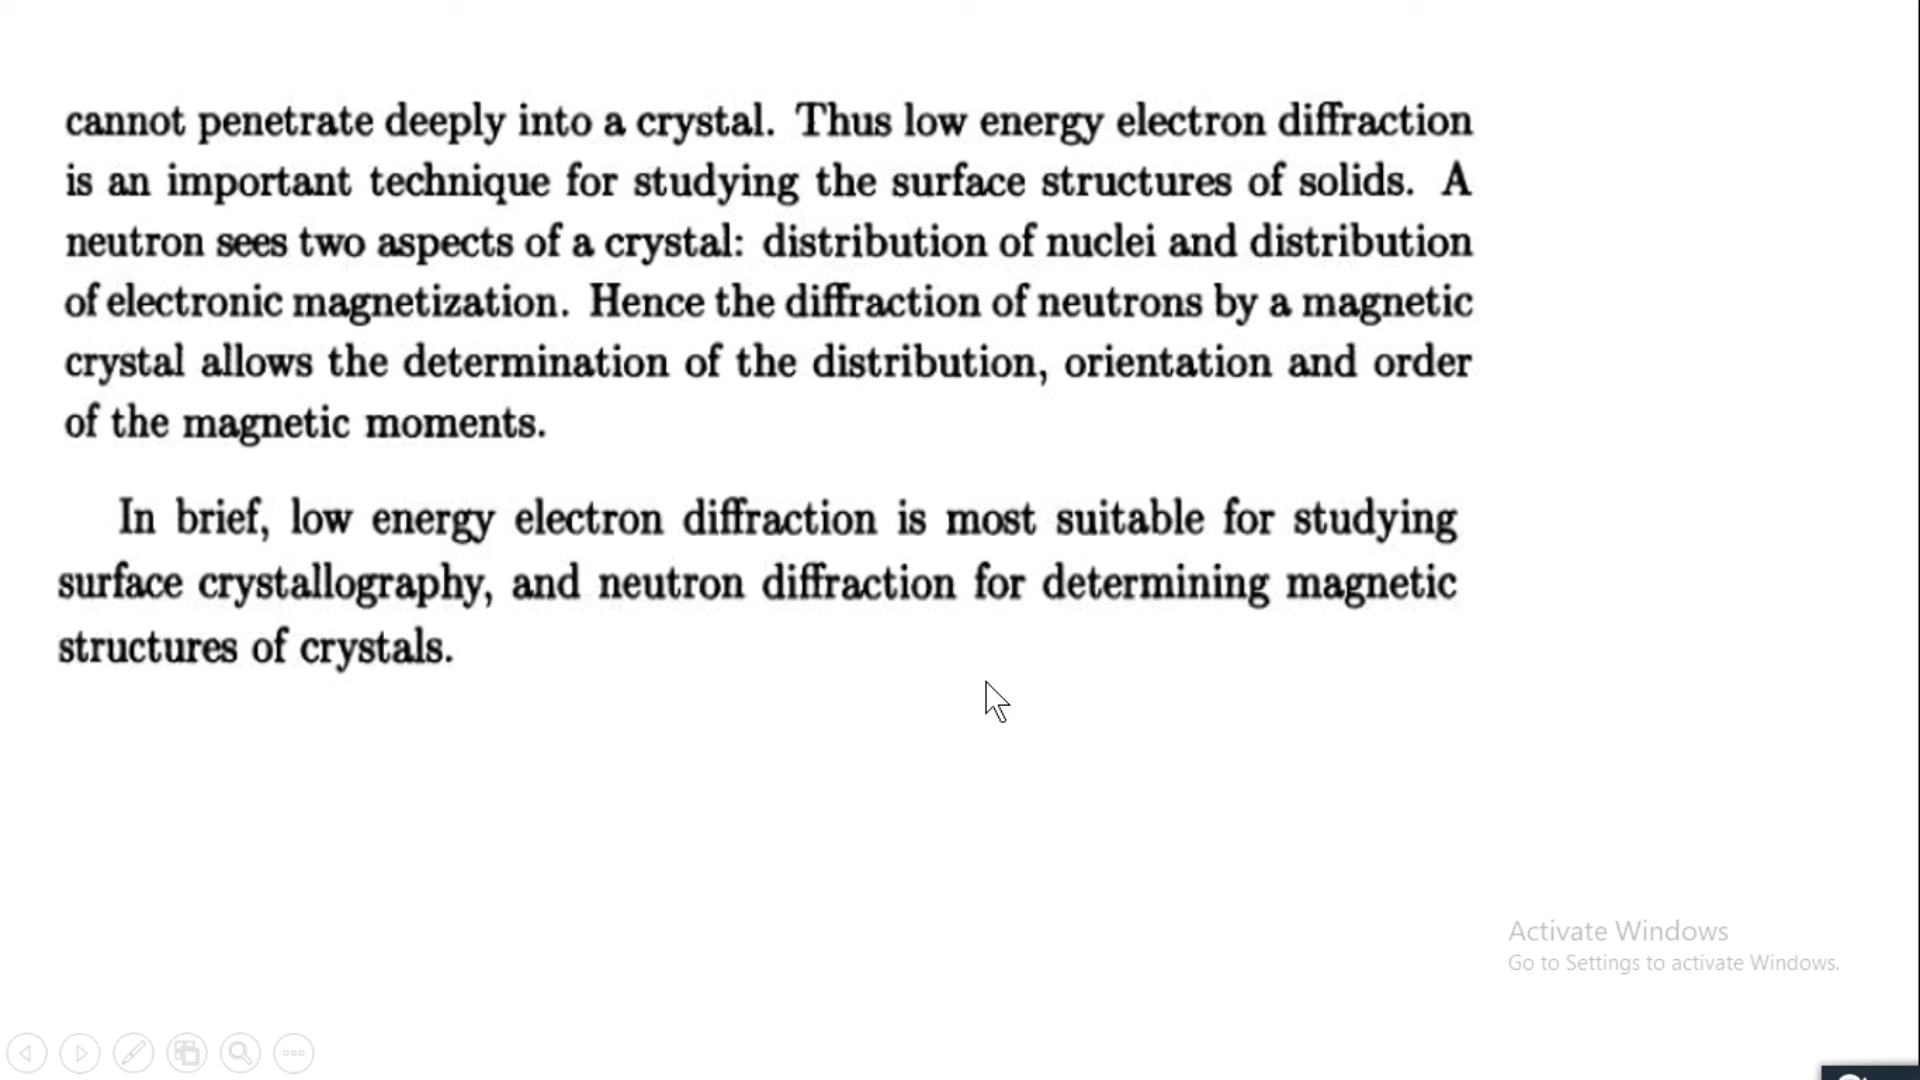 cannot penetrate deeply into a crystal. Thus low energy electron diffraction
is an important technique for studying the surface structures of solids. A
neutron sees two aspects of a crystal: distribution of nuclei and distribution
of electronic magnetization. Hence the diffraction of neutrons by a magnetic
crystal allows the determination of the distribution, orientation and order
of the magnetic moments.
In brief, low energy electron diffraction is most suitable for studying
surface crystallography, and neutron diffraction for determining magnetic
structures of crystals.
Activate Windows
Go to Settings to activate Windows.